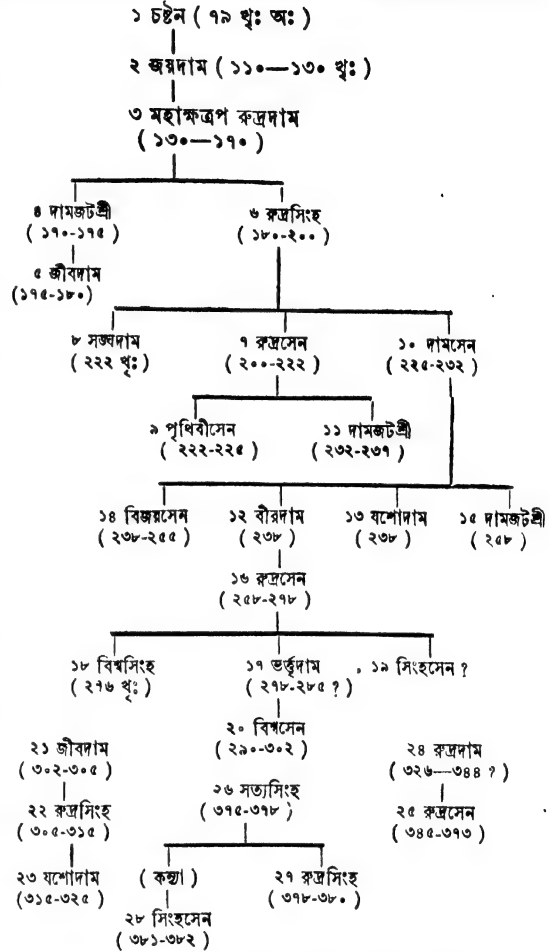 ১ চষ্টন ( ৭৯ খৃঃ অঃ )
২ জয়দাম ( ১১০—১৩০ খৃঃ )
৩ মহাক্ষত্রপ রুদ্রদাম
( ১৩০—১৭০ )
৪ দামজটশ্রী
( ১৭০-১৭৫ )
৬ রুদ্রসিংহ
( ১৮০-২০০ )
৫ জীবদাম
(১৭৫-১৮০)
৮ সঙ্ঘদাম
( ২২২ খৃঃ )
৭ রুদ্রসেন
( ২০০-২২২ )
১০ দামসেন
( ২২৫-২৩২ )
৯ পৃথিবীসেন
( ২২২-২২৫ )
১১ দামজটশ্রী
(২৩২-২৩৭)
১৪ বিজয়সেন
(২৩৮-২৫৫ )
১২ বীরদাম
(২৩৮)
১৩ যশোদাম
( ২৩৮)
১৫ দামজটশ্রী
( ২৫৮ )
১৬ রুদ্রসেন
( ২৫৮-২৭৮ )
১৮ বিশ্বসিংহ
( ২৭৬ খৃঃ )
১৭ ভর্ত্তৃদাম
( ২৭৮-২৮৫ ? )
১৯ সিংহসেন ?
২০ বিশ্বসেন
( ২৯০-৩০২ )
২১ জীবদাম
(৩০২-৩০৫ )
২৪ রুদ্রদাম
(৩২৬—৩৪৪ ? )
২৬ সত্যসিংহ
( ৩৭৫-৩৭৮ )
২২ রুদ্রসিংহ
( ৩০৫-৩১৫ )
২৫ রুদ্রসেন
( ৩৪৫-৩৭৩ )
২৩ যশোদাম
(৩১৫-৩২৫ )
( কন্যা )
২৭ রুদ্রসিংহ
(৩৭৮-৩৮০ )
২৮ সিংহসেন
( ৩৮১-৩৮২ )